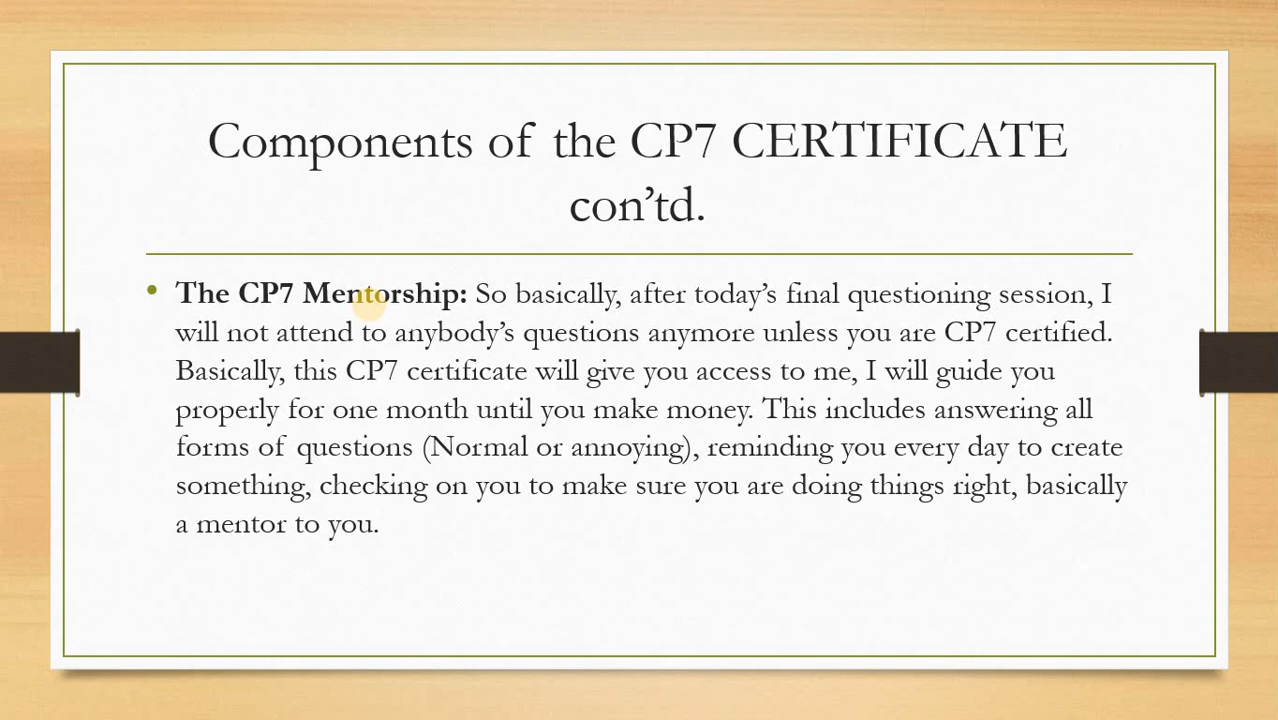 Components of the CP7 CERTIFICATE
con’td.
• The CP7 Mentorship: So basically, after today’s final questioning session, I
will not attend to anybody’s questions anymore unless you are CP7 certified.
Basically, this CP7 certificate will give you access to me, I will guide you
properly for one month until you make money. This includes answering all
forms of questions (Normal or annoying), reminding you every day to create
something, checking on you to make sure you are doing things right, basically
a mentor to you.